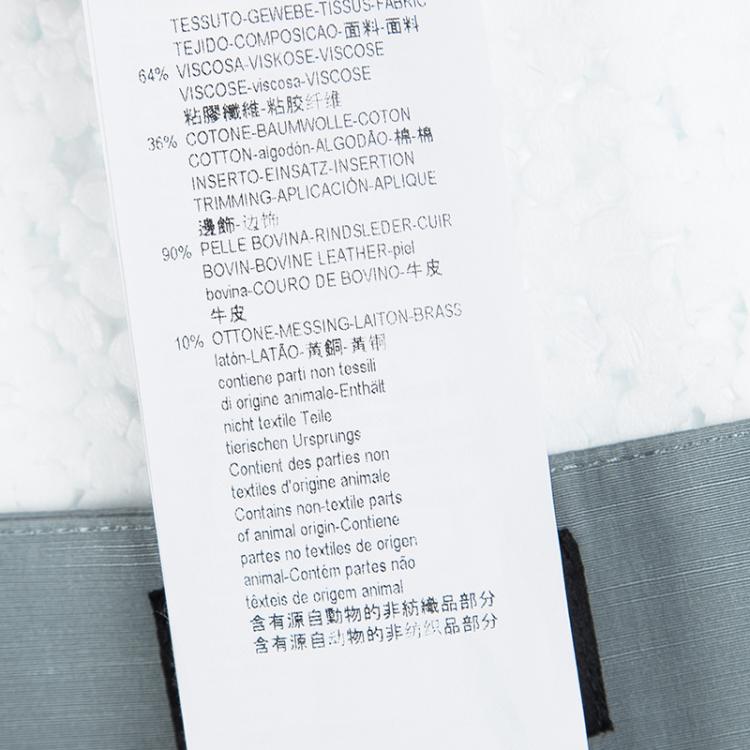 TESSUTO-GEWEBE-TISSUS-FABRIC
TEJIDO-COMPOSICAO-面料-面料
64% VISCOSA-VISKOSE-VISCOSE
VISCOSE-viscosa-VISCOSE
粘膠纖維-粘胶纤维
36% COTONE-BAUMWOLLE-COTON
COTTON-algodón-ALGODÃO-棉-棉
INSERTO-EINSATZ-INSERTION
TRIMMING-APLICACIÓN-APLIQUE
邊飾-边饰
90% PELLE BOVINA-RINDSLEDER-CUIR
BOVIN-BOVINE LEATHER-piel
bovina-COURO DE BOVINO-牛皮
牛皮
10% OTTONE-MESSING-LAITON-BRASS
latón-LATÃO-黃銅-黄铜
contiene parti non tessili
di origine animale-Enthält
nicht textile Teile
tierischen Ursprungs
Contient des parties non
textiles d'origine animale
Contains non-textile parts
of animal origin-Contiene
partes no textiles de origen
animal-Contém partes não
têxteis de origem animal
含有源自動物的非紡織品部分
含有源自动物的非纺织品部分